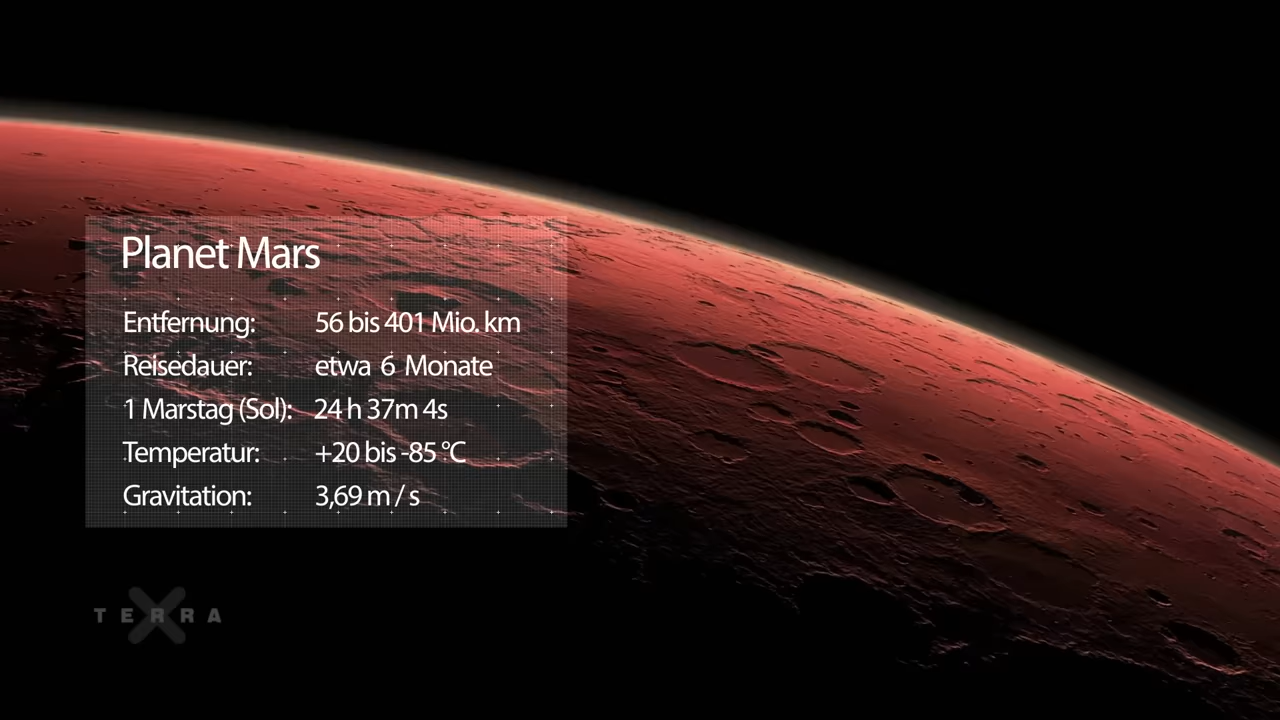 Planet Mars
Entfernung: 56 bis 401 Mio. km
Reisedauer: etwa 6 Monate
1 Marstag (Sol): 24 h 37m 4s
Temperatur: +20 bis -85 °C
Gravitation: 3,69 m / s
TERRA X